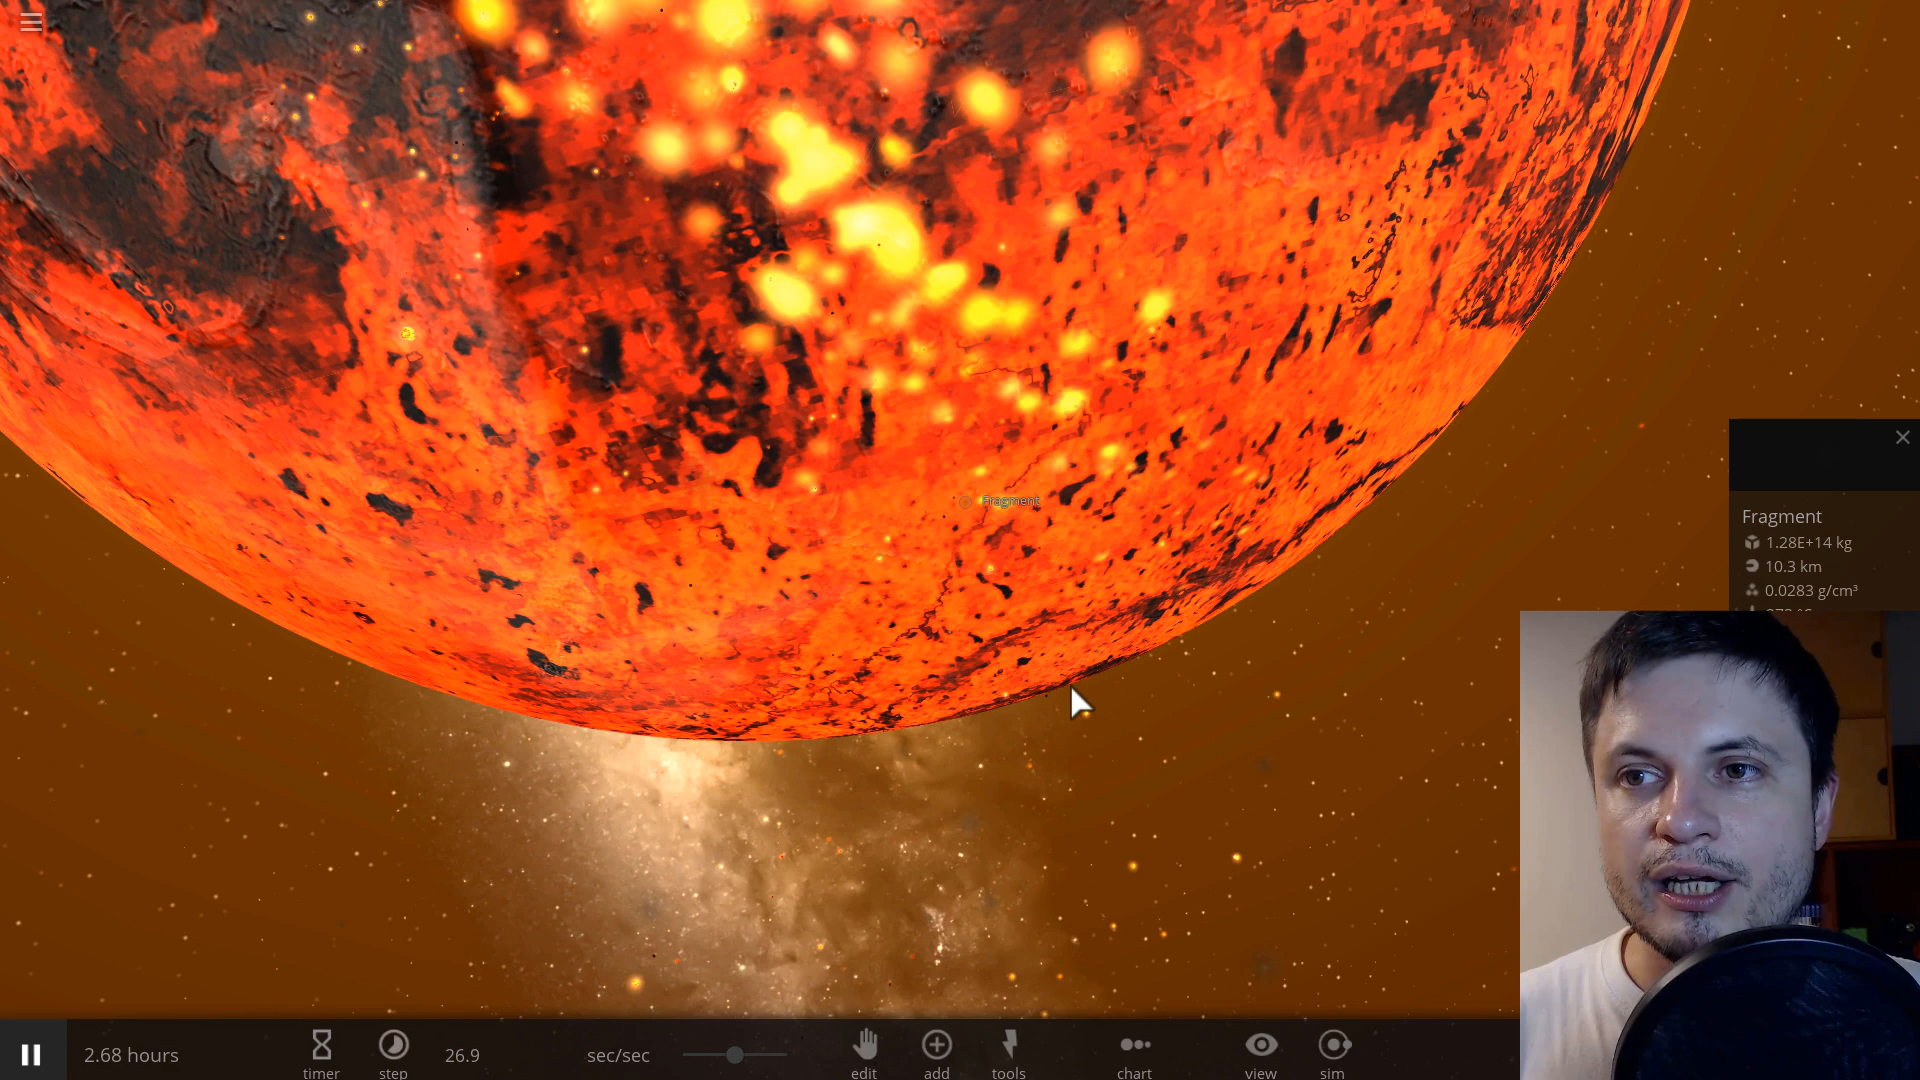 Fragment
Fragment
1.28E+14 kg
10.3 km
0.0283 g/cm³
2.68 hours
timer
step
26.9
sec/sec
edit
add
tools
chart
view
sim